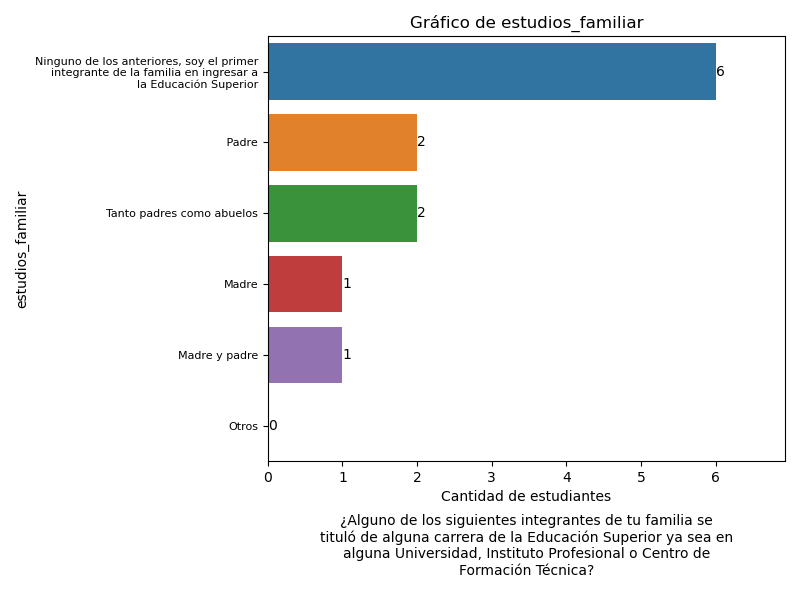 Gráfico de estudios_familiar
Ninguno de los anteriores, soy el primer
integrante de la familia en ingresar a
la Educación Superior
6
Padre
2
Tanto padres como abuelos
2
Madre
1
Madre y padre
1
Otros
0
estudios_familiar
0 1 2 3 4 5 6
Cantidad de estudiantes
¿Alguno de los siguientes integrantes de tu familia se
tituló de alguna carrera de la Educación Superior ya sea en
alguna Universidad, Instituto Profesional o Centro de
Formación Técnica?